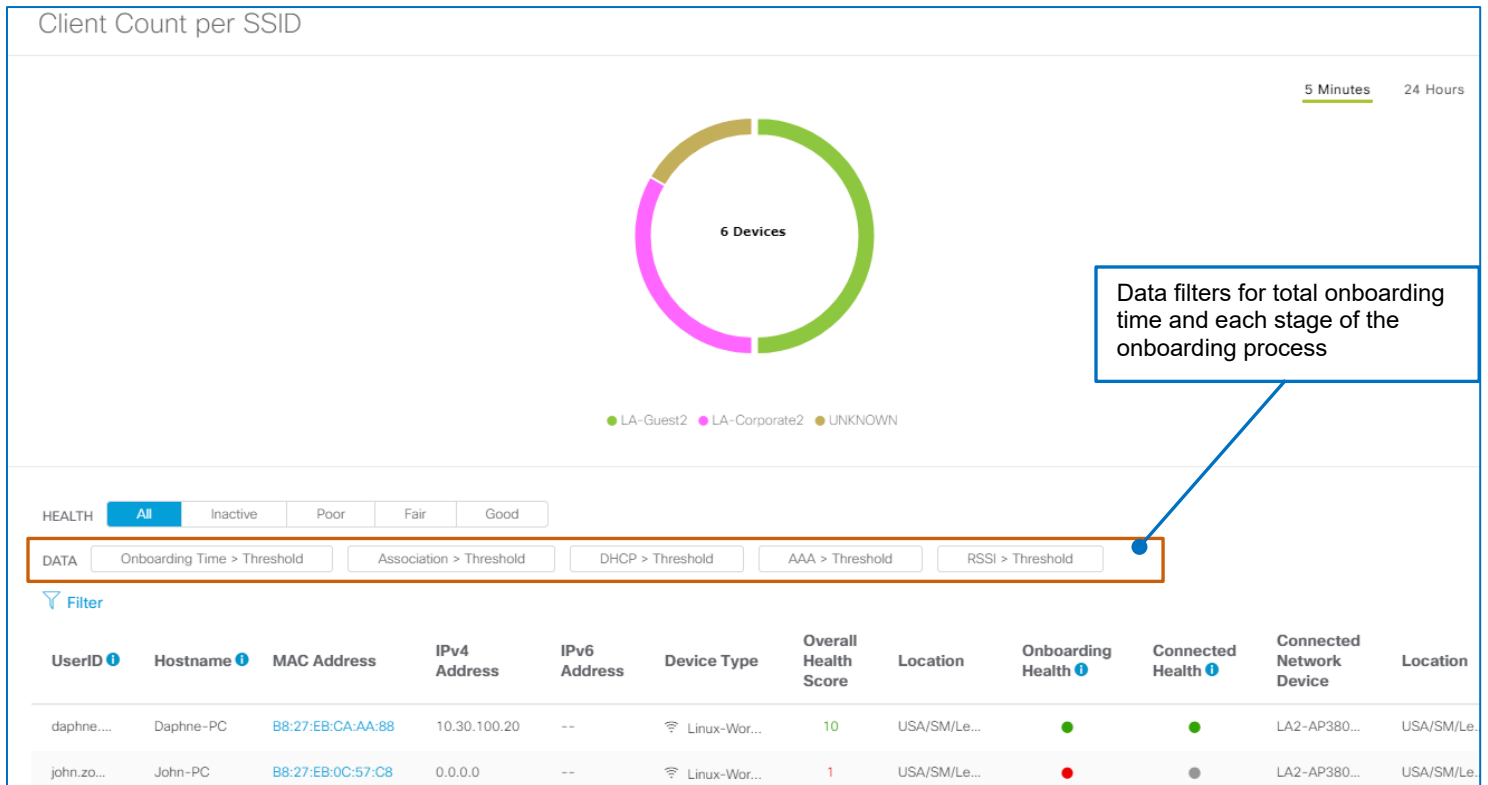 Client Count per SSID
5 Minutes 24 Hours
6 Devices
Data filters for total onboarding
time and each stage of the
onboarding process
LA-Guest2 LA-Corporate2 UNKNOWN
HEALTH All Inactive Poor Fair Good
DATA Onboarding Time > Threshold Association > Threshold DHCP > Threshold AAA > Threshold RSSI > Threshold
Filter
UserID Hostname MAC Address IPv4 Address IPv6 Address Device Type Overall Health Score Location Onboarding Health Connected Health Connected Network Device Location
daphne.... Daphne-PC B8:27:EB:CA:AA:88 10.30.100.20 -- Linux-Wor... 10 USA/SM/Le... LA2-AP380... USA/SM/Le..
john.zo... John-PC B8:27:EB:0C:57:C8 0.0.0.0 -- Linux-Wor... 1 USA/SM/Le... LA2-AP380... USA/SM/Le..